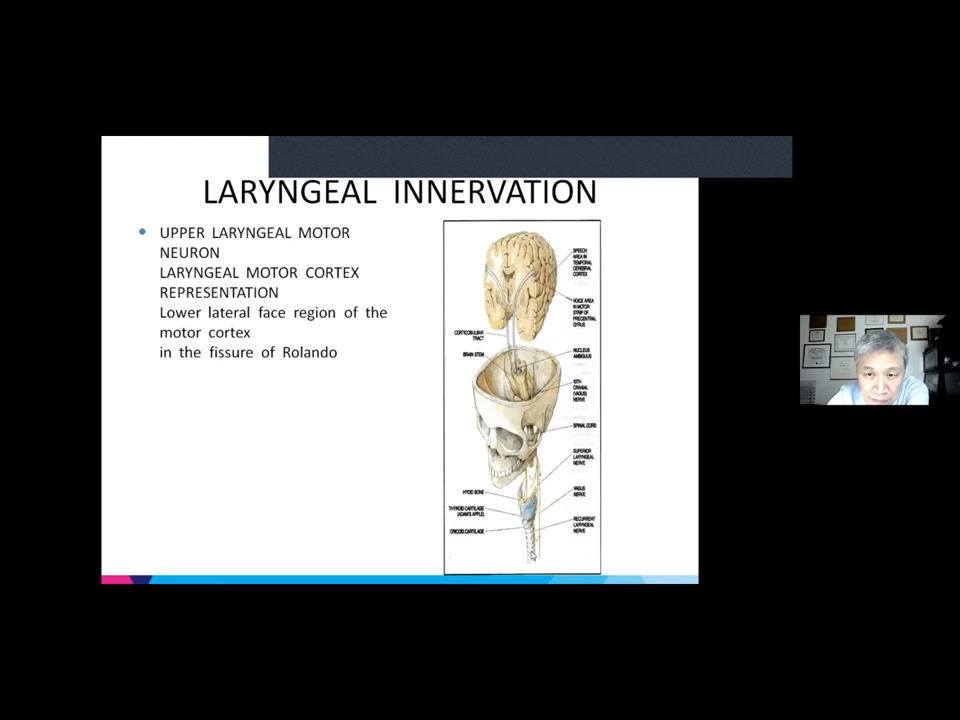 LARYNGEAL INNERVATION
UPPER LARYNGEAL MOTOR
NEURON
LARYNGEAL MOTOR CORTEX
REPRESENTATION
Lower lateral face region of the
motor cortex
in the fissure of Rolando
SPEECH
AREA IN
TEMPORAL
CEREBRAL
CORTEX
VOICE AREA
IN MOTOR
STRIP OF
PRECENTRAL
GYRUS
CORTICOBULBAR
TRACT
BRAIN STEM
NUCLEUS
AMBIGUUS
10TH
CRANIAL
(VAGUS)
NERVE
SPINAL CORD
SUPERIOR
LARYNGEAL
NERVE
HYOID BONE
VAGUS
NERVE
THYROID CARTILAGE
(ADAM'S APPLE)
RECURRENT
LARYNGEAL
NERVE
CRICOID CARTILAGE